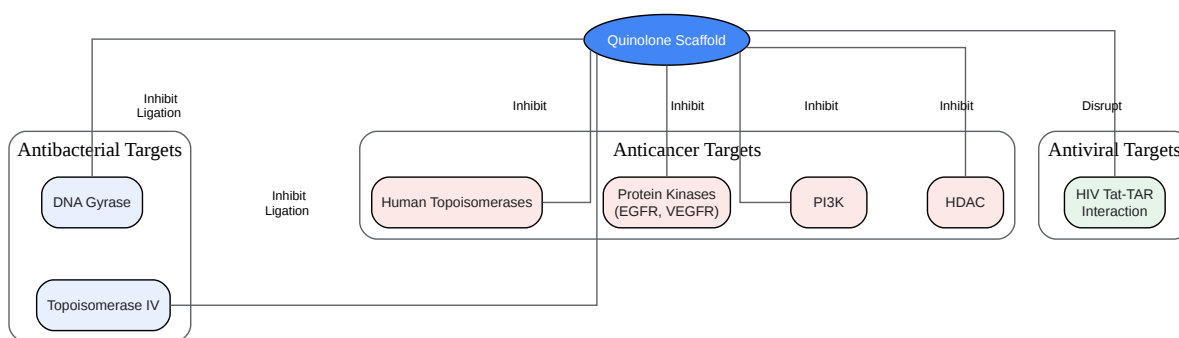 Quinolone Scaffold
Inhibit
Ligation
Inhibit
Inhibit
Inhibit
Inhibit
Disrupt
Antibacterial Targets
Anticancer Targets
Antiviral Targets
DNA Gyrase
Inhibit
Ligation
Human Topoisomerases
Protein Kinases
(EGFR, VEGFR)
PI3K
HDAC
HIV Tat-TAR
Interaction
Topoisomerase IV